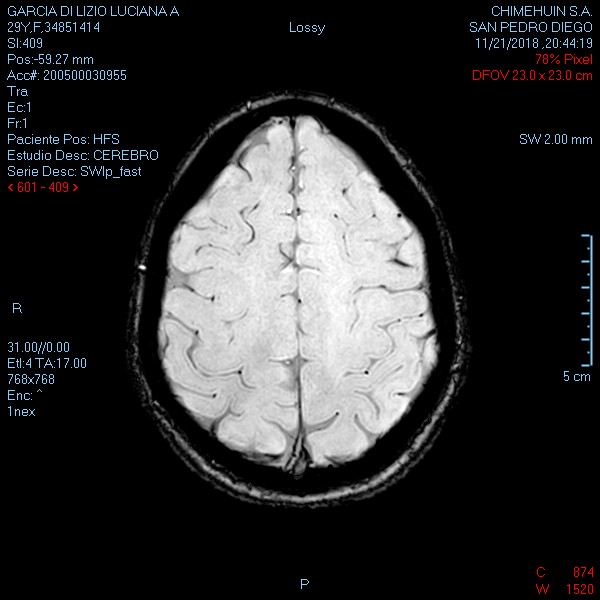 GARCIA DI LIZIO LUCIANA A
29Y,F,34851414
Sl:409
Pos:-59.27 mm
Acc#: 200500030955
Tra
Ec:1
Fr:1
Paciente Pos: HFS
Estudio Desc: CEREBRO
Serie Desc: SWIp_fast
< 601 - 409 >
Lossy
CHIMEHUIN S.A.
SAN PEDRO DIEGO
11/21/2018 ,20:44:19
78% Pixel
DFOV 23.0 x 23.0 cm
SW 2.00 mm
R
31.00//0.00
Etl:4 TA:17.00
768x768
Enc: ^
1nex
5 cm
P
C 874
W 1520